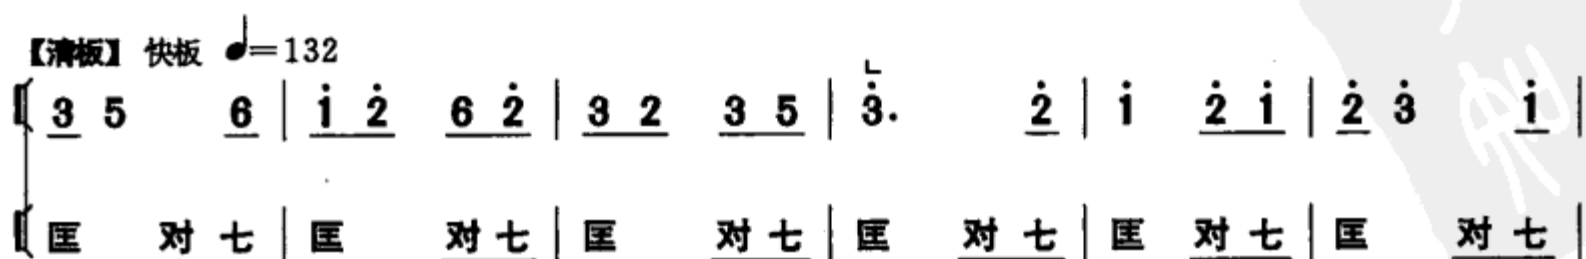 【清板】 快板 ♩=132
3 5 6 | i̇ 2̇ 6 2̇ | 3 2 3 5 | 3̇. 2̇ | i̇ 2̇ i̇ | 2̇ 3̇ i̇ |
匡 对 七 | 匡 对 七 | 匡 对 七 | 匡 对 七 | 匡 对 七 | 匡 对 七 |